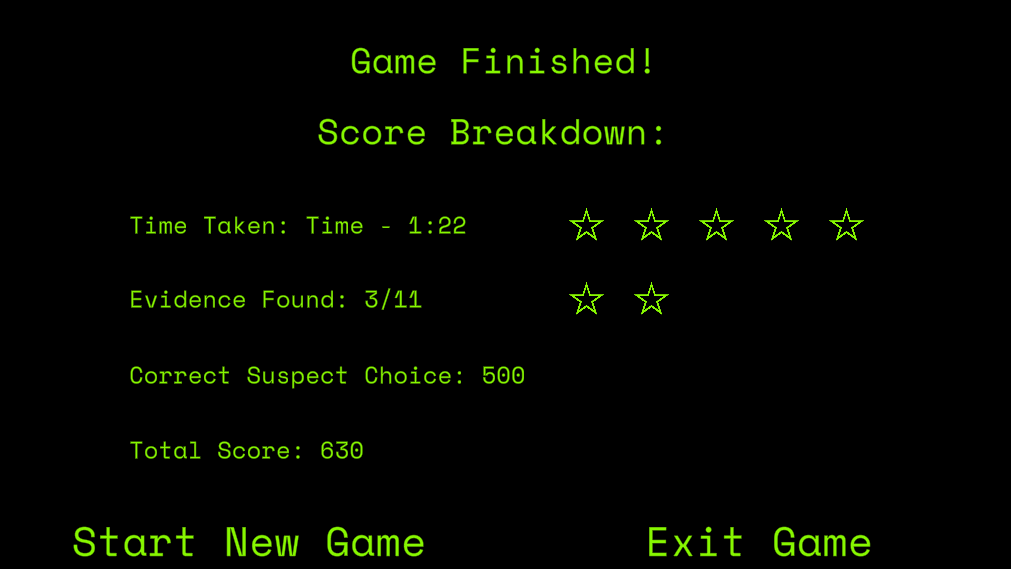 Game Finished!
Score Breakdown:
Time Taken: Time - 1:22
Evidence Found: 3/11
Correct Suspect Choice: 500
Total Score: 630
Start New Game
Exit Game